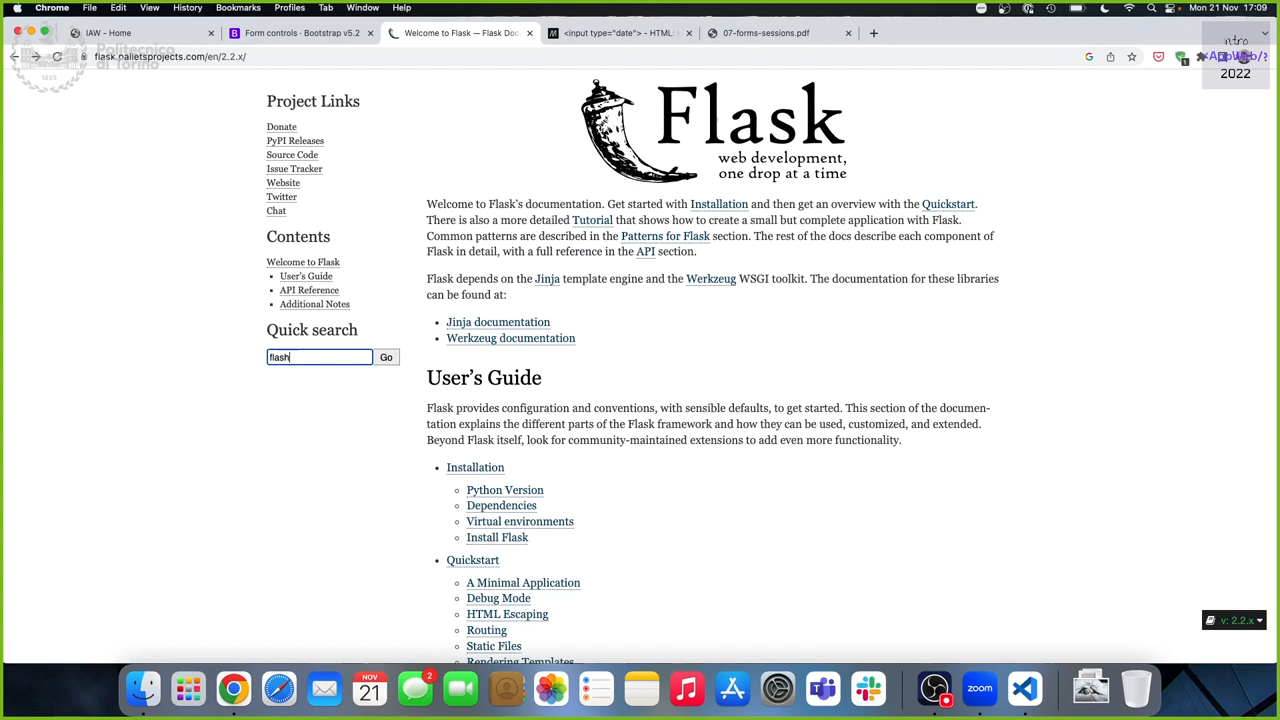 Chrome File Edit View History Bookmarks Profiles Tab Window Help Mon 21 Nov 17:09
IAW - Home
Form controls · Bootstrap v5.2
Welcome to Flask — Flask Doc
<input type="date"> - HTML:
07-forms-sessions.pdf
flask.palletsprojects.com/en/2.2.x/
Politecnico
di Torino
1859
intro
AppWeb/>
2022
Project Links
Donate
PyPI Releases
Source Code
Issue Tracker
Website
Twitter
Chat
Contents
Welcome to Flask
User's Guide
API Reference
Additional Notes
Quick search
flash Go
Flask
web development,
one drop at a time
Welcome to Flask's documentation. Get started with Installation and then get an overview with the Quickstart.
There is also a more detailed Tutorial that shows how to create a small but complete application with Flask.
Common patterns are described in the Patterns for Flask section. The rest of the docs describe each component of
Flask in detail, with a full reference in the API section.
Flask depends on the Jinja template engine and the Werkzeug WSGI toolkit. The documentation for these libraries
can be found at:
Jinja documentation
Werkzeug documentation
User's Guide
Flask provides configuration and conventions, with sensible defaults, to get started. This section of the documen-
tation explains the different parts of the Flask framework and how they can be used, customized, and extended.
Beyond Flask itself, look for community-maintained extensions to add even more functionality.
Installation
Python Version
Dependencies
Virtual environments
Install Flask
Quickstart
A Minimal Application
Debug Mode
HTML Escaping
Routing
Static Files
Rendering Templates
v: 2.2.x
NOV
21
2
zoom